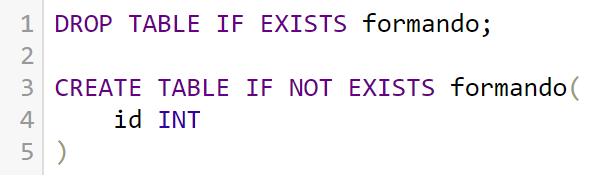 1 DROP TABLE IF EXISTS formando;
2
3 CREATE TABLE IF NOT EXISTS formando(
4     id INT
5 )